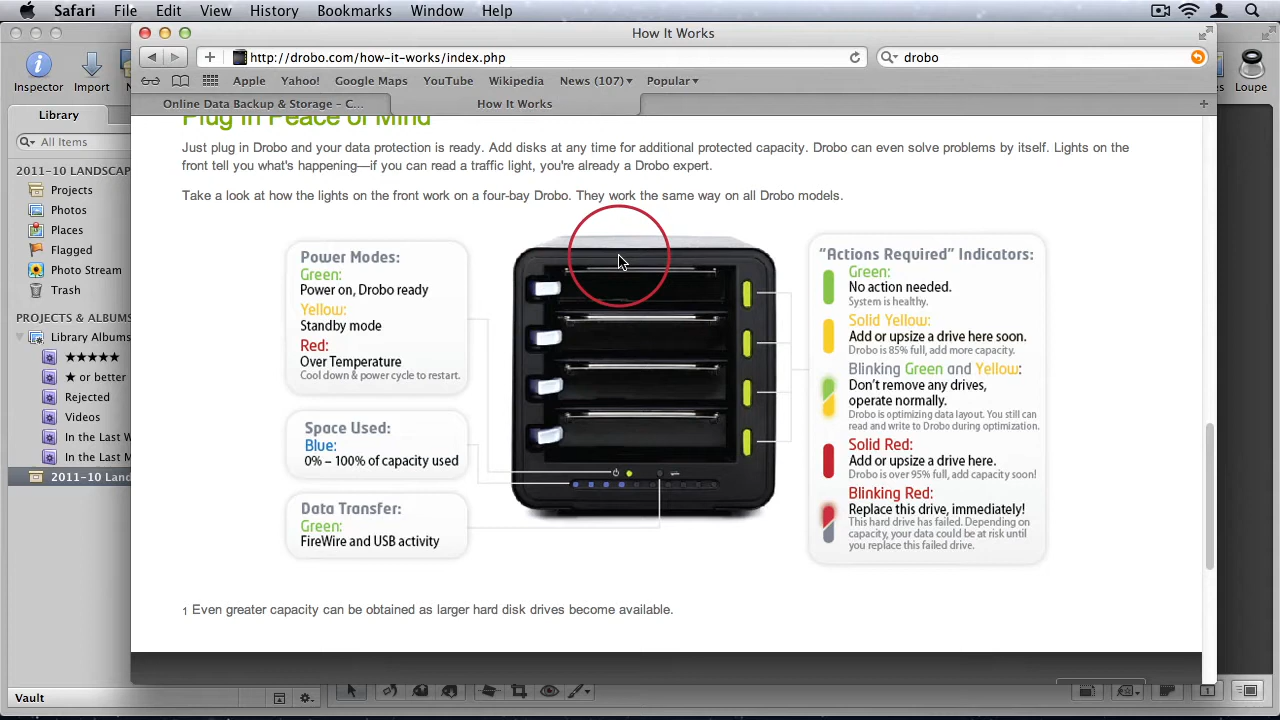 Safari File Edit View History Bookmarks Window Help
How It Works
http://drobo.com/how-it-works/index.php
drobo
Apple Yahoo! Google Maps YouTube Wikipedia News (107) Popular
Online Data Backup & Storage – C...
How It Works
Inspector Import
Loupe
Library
All Items
2011-10 LANDSCAP
Projects
Photos
Places
Flagged
Photo Stream
Trash
PROJECTS & ALBUMS
Library Albums
★★★★★
★ or better
Rejected
Videos
In the Last W
In the Last M
2011-10 Land
Vault
Plug in Peace of Mind
Just plug in Drobo and your data protection is ready. Add disks at any time for additional protected capacity. Drobo can even solve problems by itself. Lights on the
front tell you what's happening—if you can read a traffic light, you're already a Drobo expert.
Take a look at how the lights on the front work on a four-bay Drobo. They work the same way on all Drobo models.
Power Modes:
Green:
Power on, Drobo ready
Yellow:
Standby mode
Red:
Over Temperature
Cool down & power cycle to restart.
Space Used:
Blue:
0% – 100% of capacity used
Data Transfer:
Green:
FireWire and USB activity
“Actions Required” Indicators:
Green:
No action needed.
System is healthy.
Solid Yellow:
Add or upsize a drive here soon.
Drobo is 85% full, add more capacity.
Blinking Green and Yellow:
Don't remove any drives,
operate normally.
Drobo is optimizing data layout. You still can
read and write to Drobo during optimization.
Solid Red:
Add or upsize a drive here.
Drobo is over 95% full, add capacity soon!
Blinking Red:
Replace this drive, immediately!
This hard drive has failed. Depending on
capacity, your data could be at risk until
you replace this failed drive.
1 Even greater capacity can be obtained as larger hard disk drives become available.